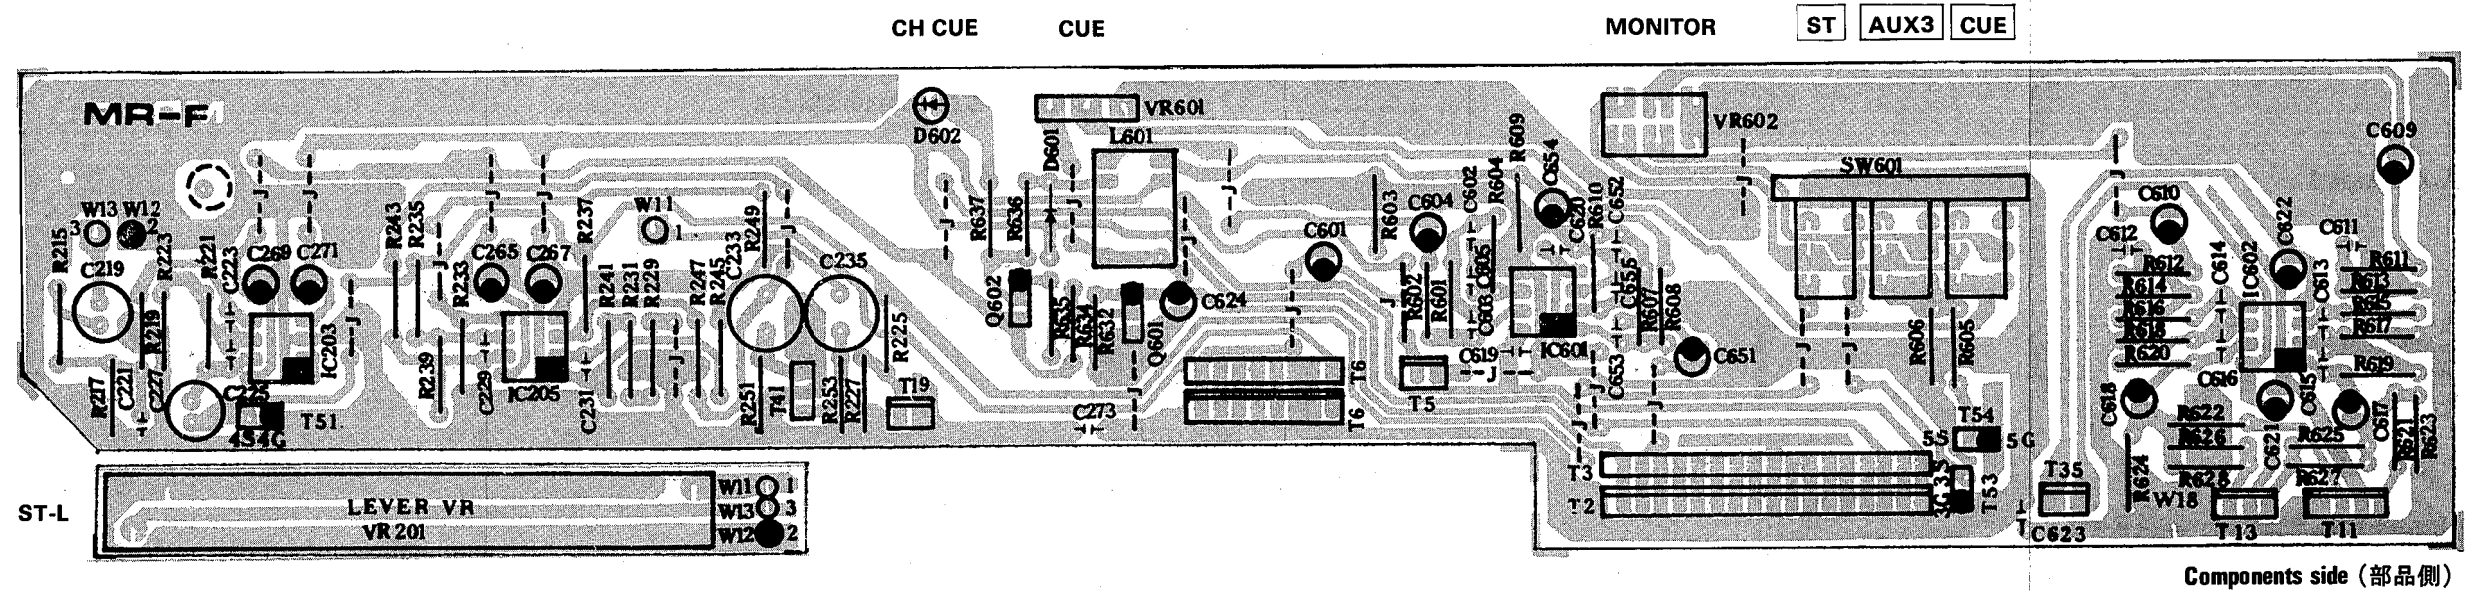 CH CUE
CUE
MONITOR
ST
AUX3
CUE
MR-F
D602
D601
VR601
L601
R609
C654
VR602
SW601
C609
W13
W12
3
2
R215
C219
R223
R221
C223
C269
J
J
C271
R243
R235
J
J
J
C265
C267
R237
W11
1
R249
J
C233
C235
J
R637
R636
J
J
J
C601
R603
C604
C602
R604
C620
R610
C652
J
J
C610
C612
C622
C611
R233
R241
R231
R229
R247
R245
Q602
R635
R634
R632
Q601
C624
J
J
R602
R601
C605
C603
C655
R607
R608
R612
R614
R616
R618
R620
C614
IC602
C613
R611
R613
R615
R617
R619
R219
R217
C221
C227
IC203
J
R239
C229
IC205
C231
J
R251
T41
R253
R227
R225
T19
J
C273
T6
T6
T5
C619
J
IC601
C653
J
J
C651
J
J
R606
R605
C618
C616
C615
C617
4S4G
T51
T54
5S
5G
R622
R626
R628
C621
R625
R627
R621
R623
T3
T2
3G
3S
T53
T35
C623
R624
W18
T13
T11
ST-L
LEVER VR
VR201
W11
1
W13
3
W12
2
Components side (部品側)